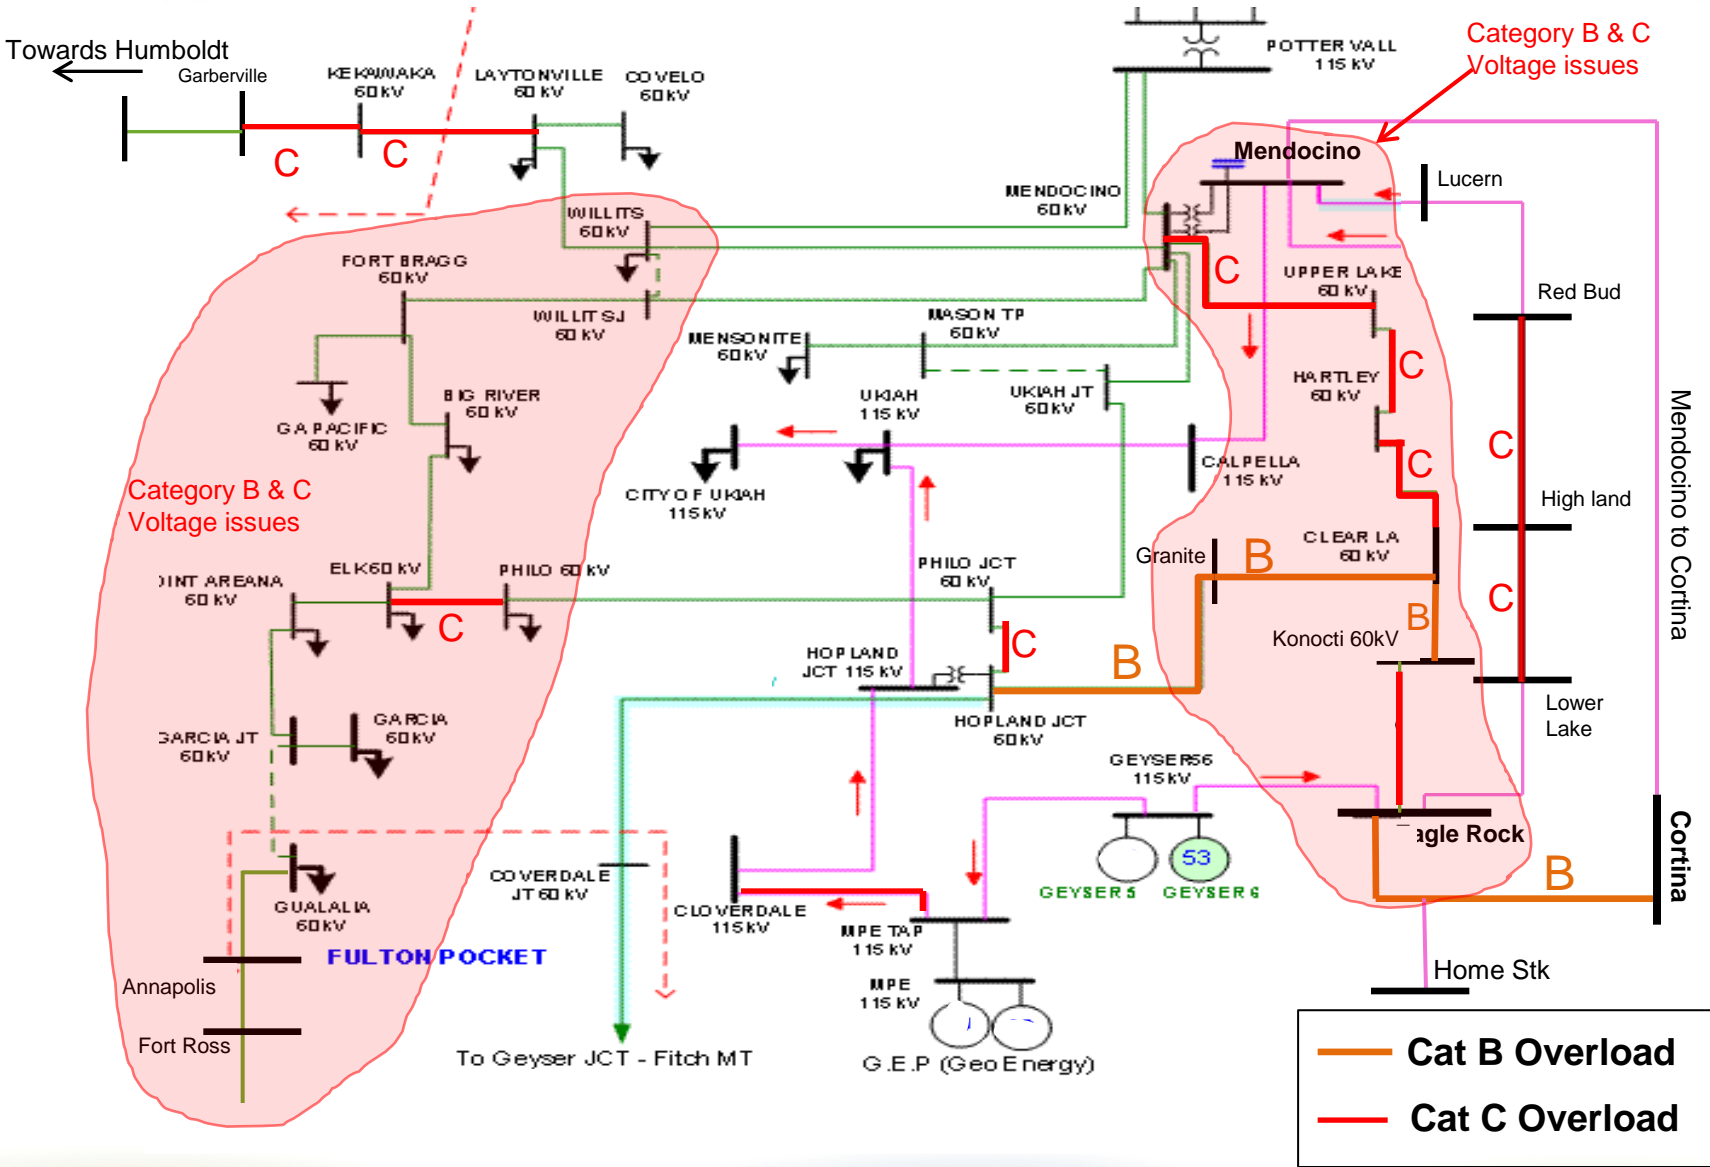 Towards Humboldt
Garberville
KEKAWAKA
60 kV
LAYTONVILLE
60 kV
COVELO
60 kV
POTTER VALL
115 kV
Category B & C
Voltage issues
C
C
Mendocino
Lucern
MENDOCINO
60 kV
WILLITS
60 kV
FORT BRAGG
60 kV
WILLITSJ
60 kV
C
UPPER LAKE
60 kV
Red Bud
MENSONITE
60 kV
MASON TP
60 kV
UKIAH
115 kV
UKIAH JT
60 kV
HARTLEY
60 kV
C
BIG RIVER
60 kV
GA PACIFIC
60 kV
Mendocino to Cortina
C
C
CALPELLA
115 kV
CITY OF UKIAH
115 kV
Category B & C
Voltage issues
High land
CLEAR LA
60 kV
Granite
B
ELK 60 kV
PHILO 60 kV
PHILO JCT
60 kV
OINT AREANA
60 kV
C
C
B
C
Konocti 60kV
HOPLAND
JCT 115 kV
B
HOPLAND JCT
60 kV
Lower
Lake
GARCIA JT
60 kV
GARCIA
60 kV
GEYSER56
115 kV
Eagle Rock
Cortina
53
GEYSER 5
GEYSER 6
B
COVERDALE
JT 60 kV
CLOVERDALE
115 kV
MPE TAP
115 kV
GUALALIA
60 kV
FULTON POCKET
Annapolis
MPE
115 kV
Home Stk
Fort Ross
To Geyser JCT - Fitch MT
G.E.P (Geo Energy)
Cat B Overload
Cat C Overload